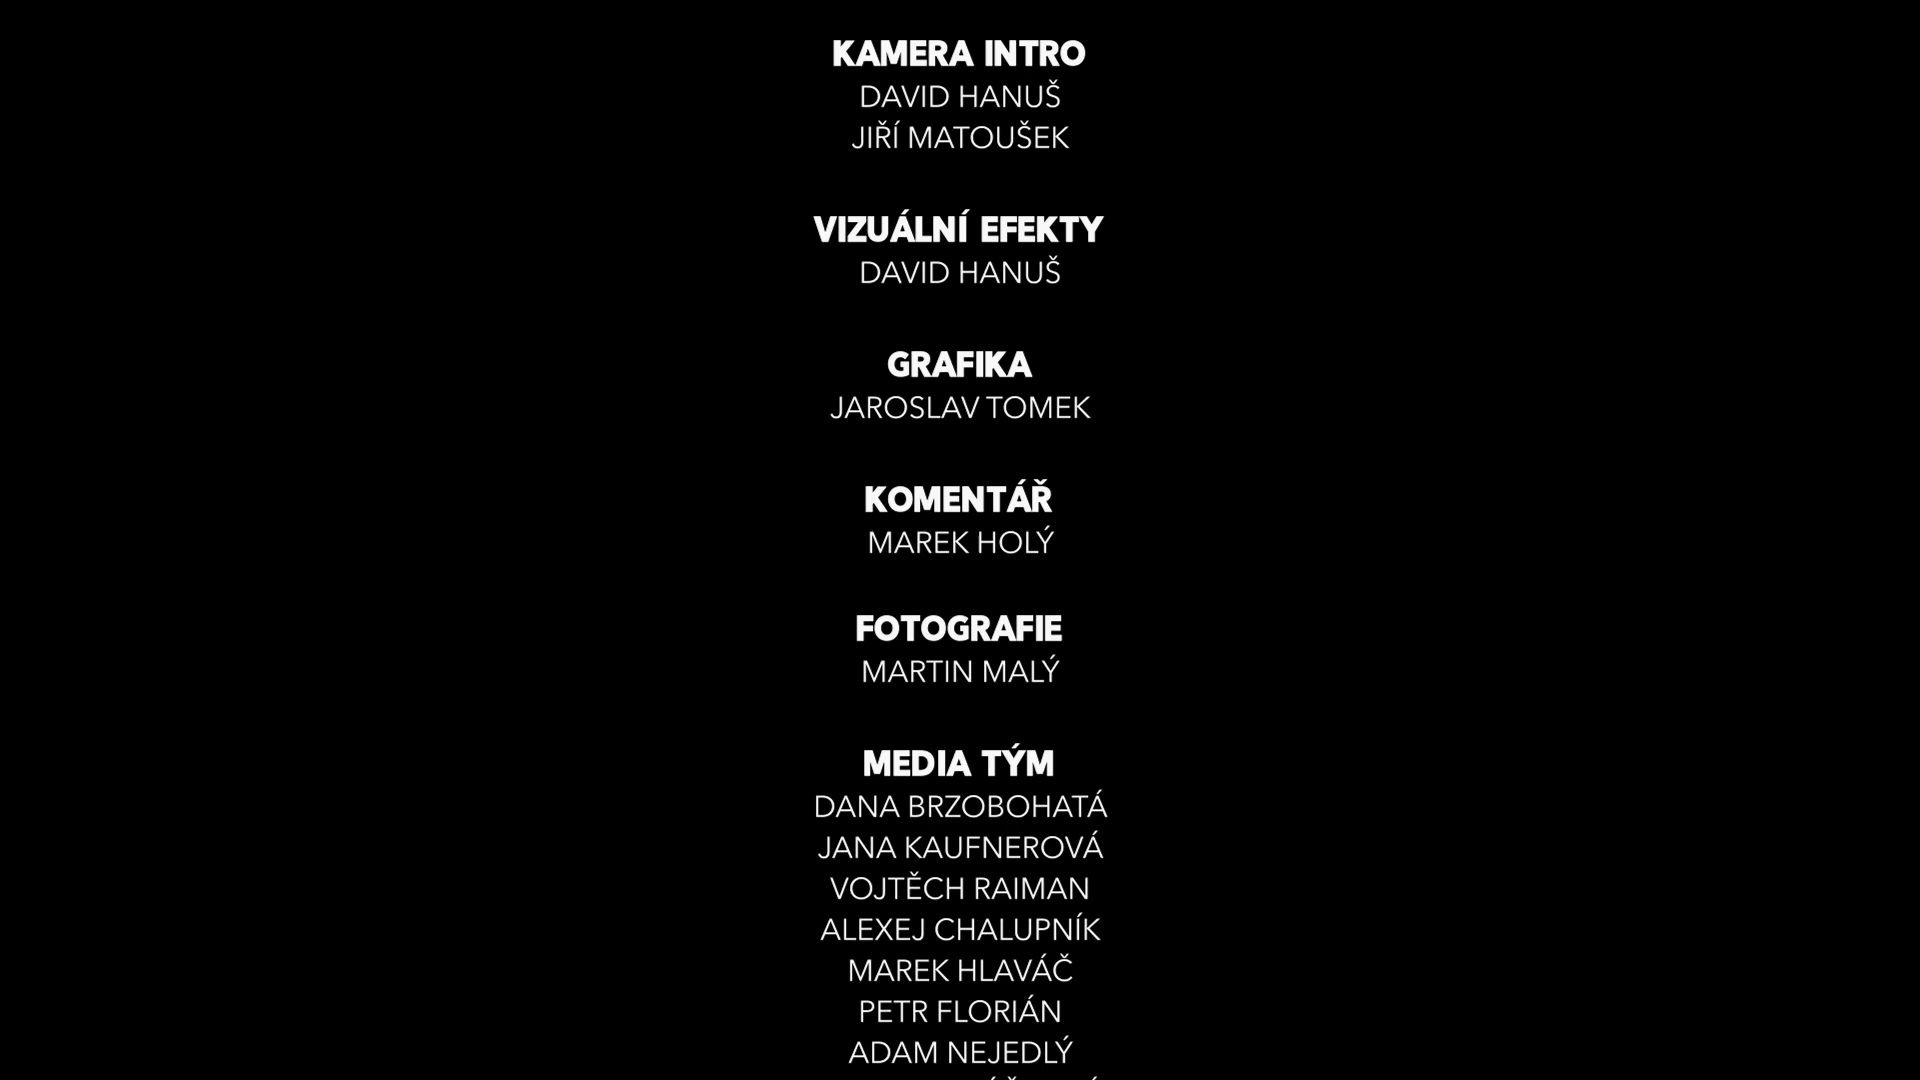 KAMERA INTRO
DAVID HANUŠ
JIŘÍ MATOUŠEK
VIZUÁLNÍ EFEKTY
DAVID HANUŠ
GRAFIKA
JAROSLAV TOMEK
KOMENTÁŘ
MAREK HOLÝ
FOTOGRAFIE
MARTIN MALÝ
MEDIA TÝM
DANA BRZOBOHATÁ
JANA KAUFNEROVÁ
VOJTĚCH RAIMAN
ALEXEJ CHALUPNÍK
MAREK HLAVÁČ
PETR FLORIÁN
ADAM NEJEDLÝ